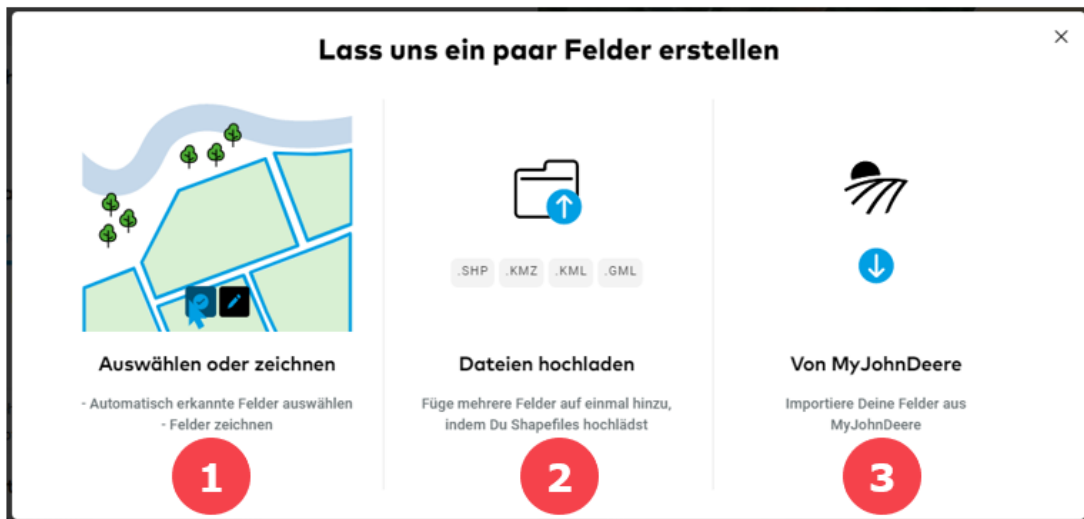 Lass uns ein paar Felder erstellen
Auswählen oder zeichnen
- Automatisch erkannte Felder auswählen
- Felder zeichnen
1
.SHP .KMZ .KML .GML
Dateien hochladen
Füge mehrere Felder auf einmal hinzu,
indem Du Shapefiles hochlädst
2
Von MyJohnDeere
Importiere Deine Felder aus
MyJohnDeere
3